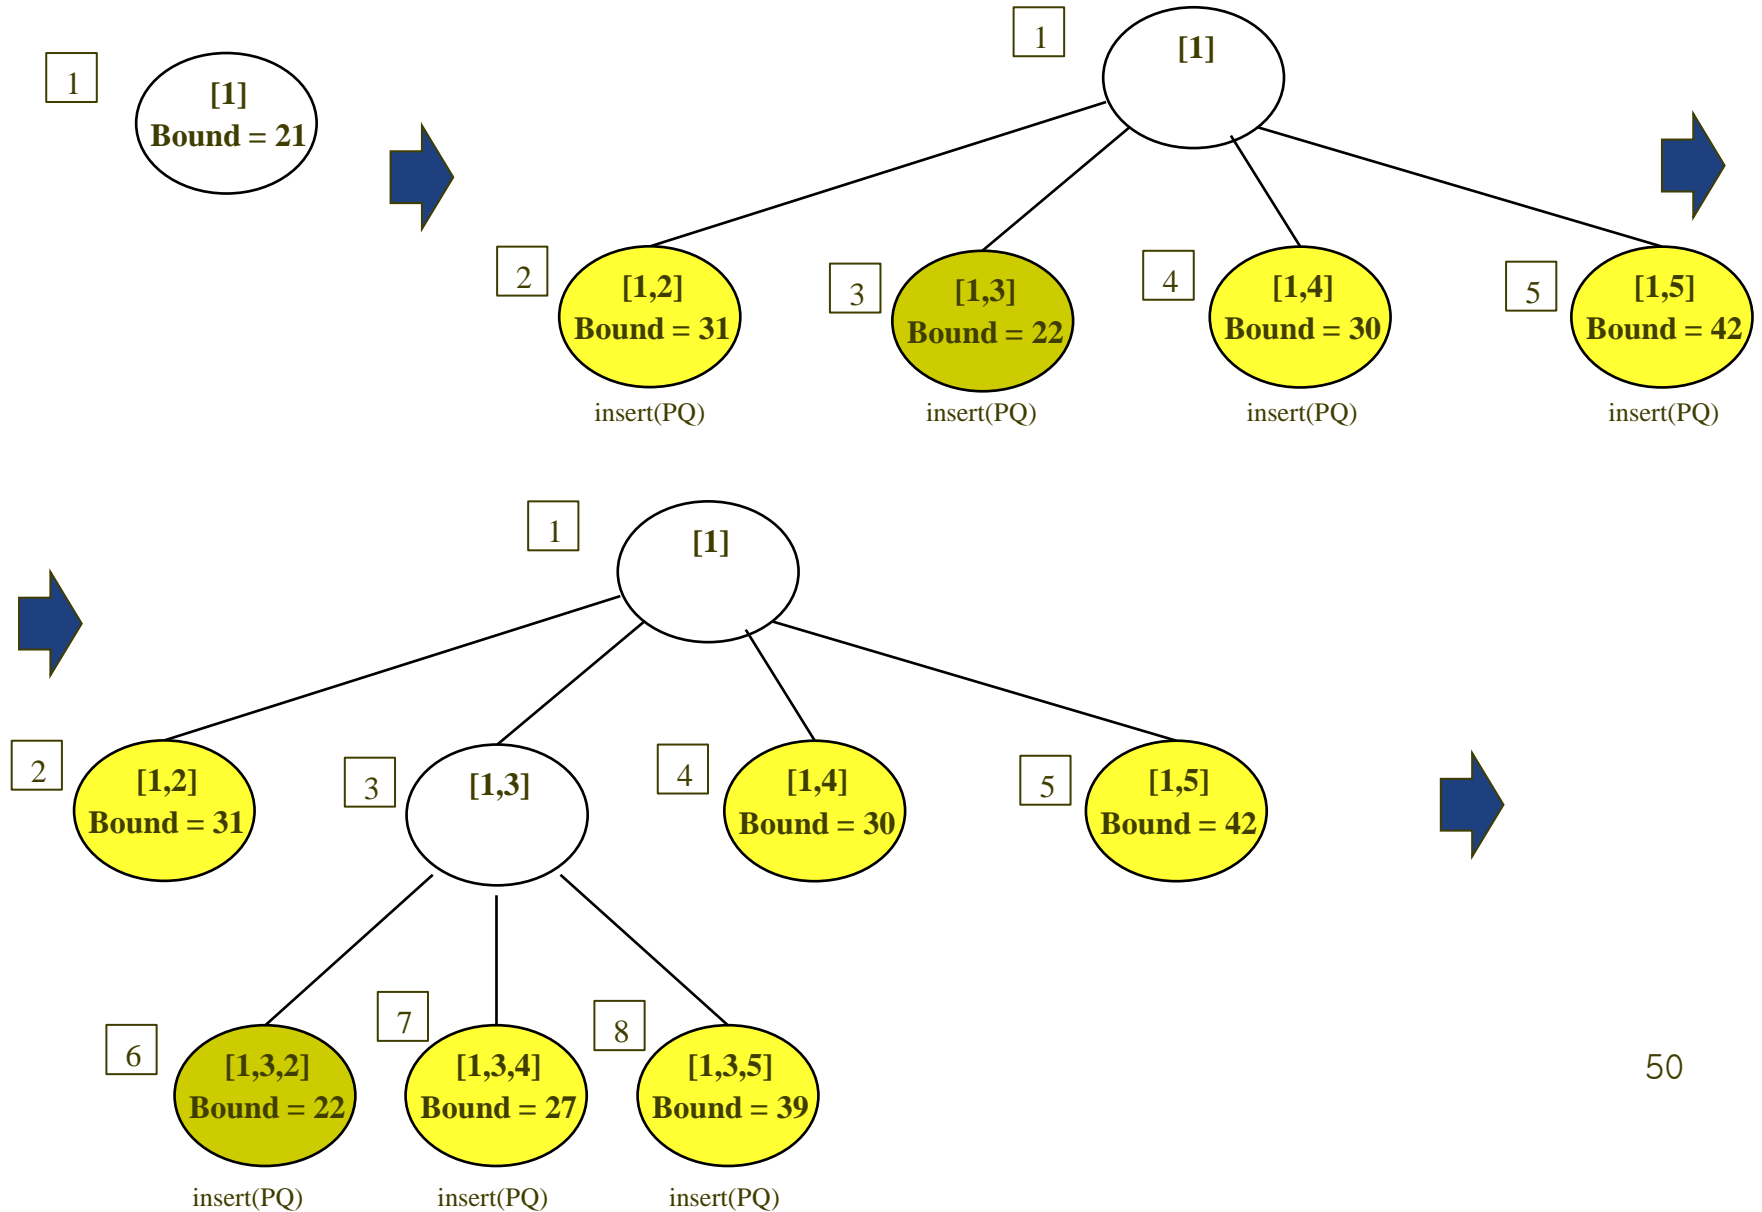 1
[1]
Bound = 21
1
[1]
2
[1,2]
Bound = 31
insert(PQ)
3
[1,3]
Bound = 22
insert(PQ)
4
[1,4]
Bound = 30
insert(PQ)
5
[1,5]
Bound = 42
insert(PQ)
1
[1]
2
[1,2]
Bound = 31
3
[1,3]
4
[1,4]
Bound = 30
5
[1,5]
Bound = 42
6
[1,3,2]
Bound = 22
insert(PQ)
7
[1,3,4]
Bound = 27
insert(PQ)
8
[1,3,5]
Bound = 39
insert(PQ)
50